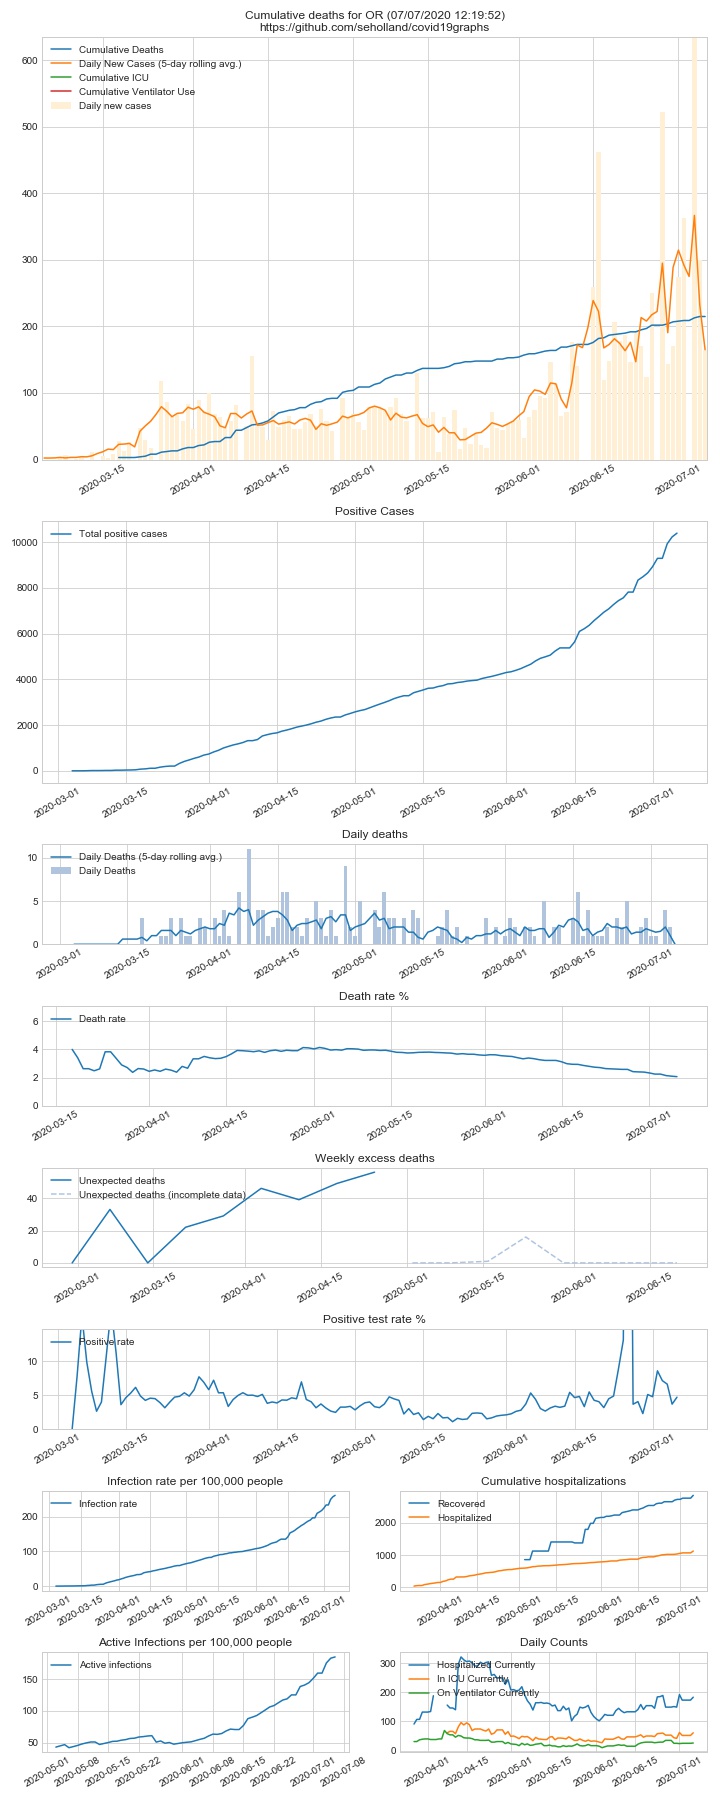 Cumulative deaths for OR (07/07/2020 12:19:52)
https://github.com/seholland/covid19graphs
Cumulative Deaths
Daily New Cases (5-day rolling avg.)
Cumulative ICU
Cumulative Ventilator Use
Daily new cases
600
500
400
300
200
100
0
2020-03-15 2020-04-01 2020-04-15 2020-05-01 2020-05-15 2020-06-01 2020-06-15 2020-07-01
Positive Cases
Total positive cases
10000
8000
6000
4000
2000
0
2020-03-01 2020-03-15 2020-04-01 2020-04-15 2020-05-01 2020-05-15 2020-06-01 2020-06-15 2020-07-01
Daily deaths
Daily Deaths (5-day rolling avg.)
Daily Deaths
10
5
0
2020-03-01 2020-03-15 2020-04-01 2020-04-15 2020-05-01 2020-05-15 2020-06-01 2020-06-15 2020-07-01
Death rate %
Death rate
6
4
2
0
2020-03-15 2020-04-01 2020-04-15 2020-05-01 2020-05-15 2020-06-01 2020-06-15 2020-07-01
Weekly excess deaths
Unexpected deaths
Unexpected deaths (incomplete data)
40
20
0
2020-03-01 2020-03-15 2020-04-01 2020-04-15 2020-05-01 2020-05-15 2020-06-01 2020-06-15
Positive test rate %
Positive rate
10
5
0
2020-03-01 2020-03-15 2020-04-01 2020-04-15 2020-05-01 2020-05-15 2020-06-01 2020-06-15 2020-07-01
Infection rate per 100,000 people
Infection rate
200
100
0
2020-03-01 2020-03-15 2020-04-01 2020-04-15 2020-05-01 2020-05-15 2020-06-01 2020-06-15 2020-07-01
Cumulative hospitalizations
Recovered
Hospitalized
2000
1000
0
2020-04-01 2020-04-15 2020-05-01 2020-05-15 2020-06-01 2020-06-15 2020-07-01
Active Infections per 100,000 people
Active infections
150
100
50
2020-05-01 2020-05-08 2020-05-15 2020-05-22 2020-06-01 2020-06-08 2020-06-15 2020-06-22 2020-07-01 2020-07-08
Daily Counts
Hospitalized Currently
In ICU Currently
On Ventilator Currently
300
200
100
0
2020-04-01 2020-04-15 2020-05-01 2020-05-15 2020-06-01 2020-06-15 2020-07-01